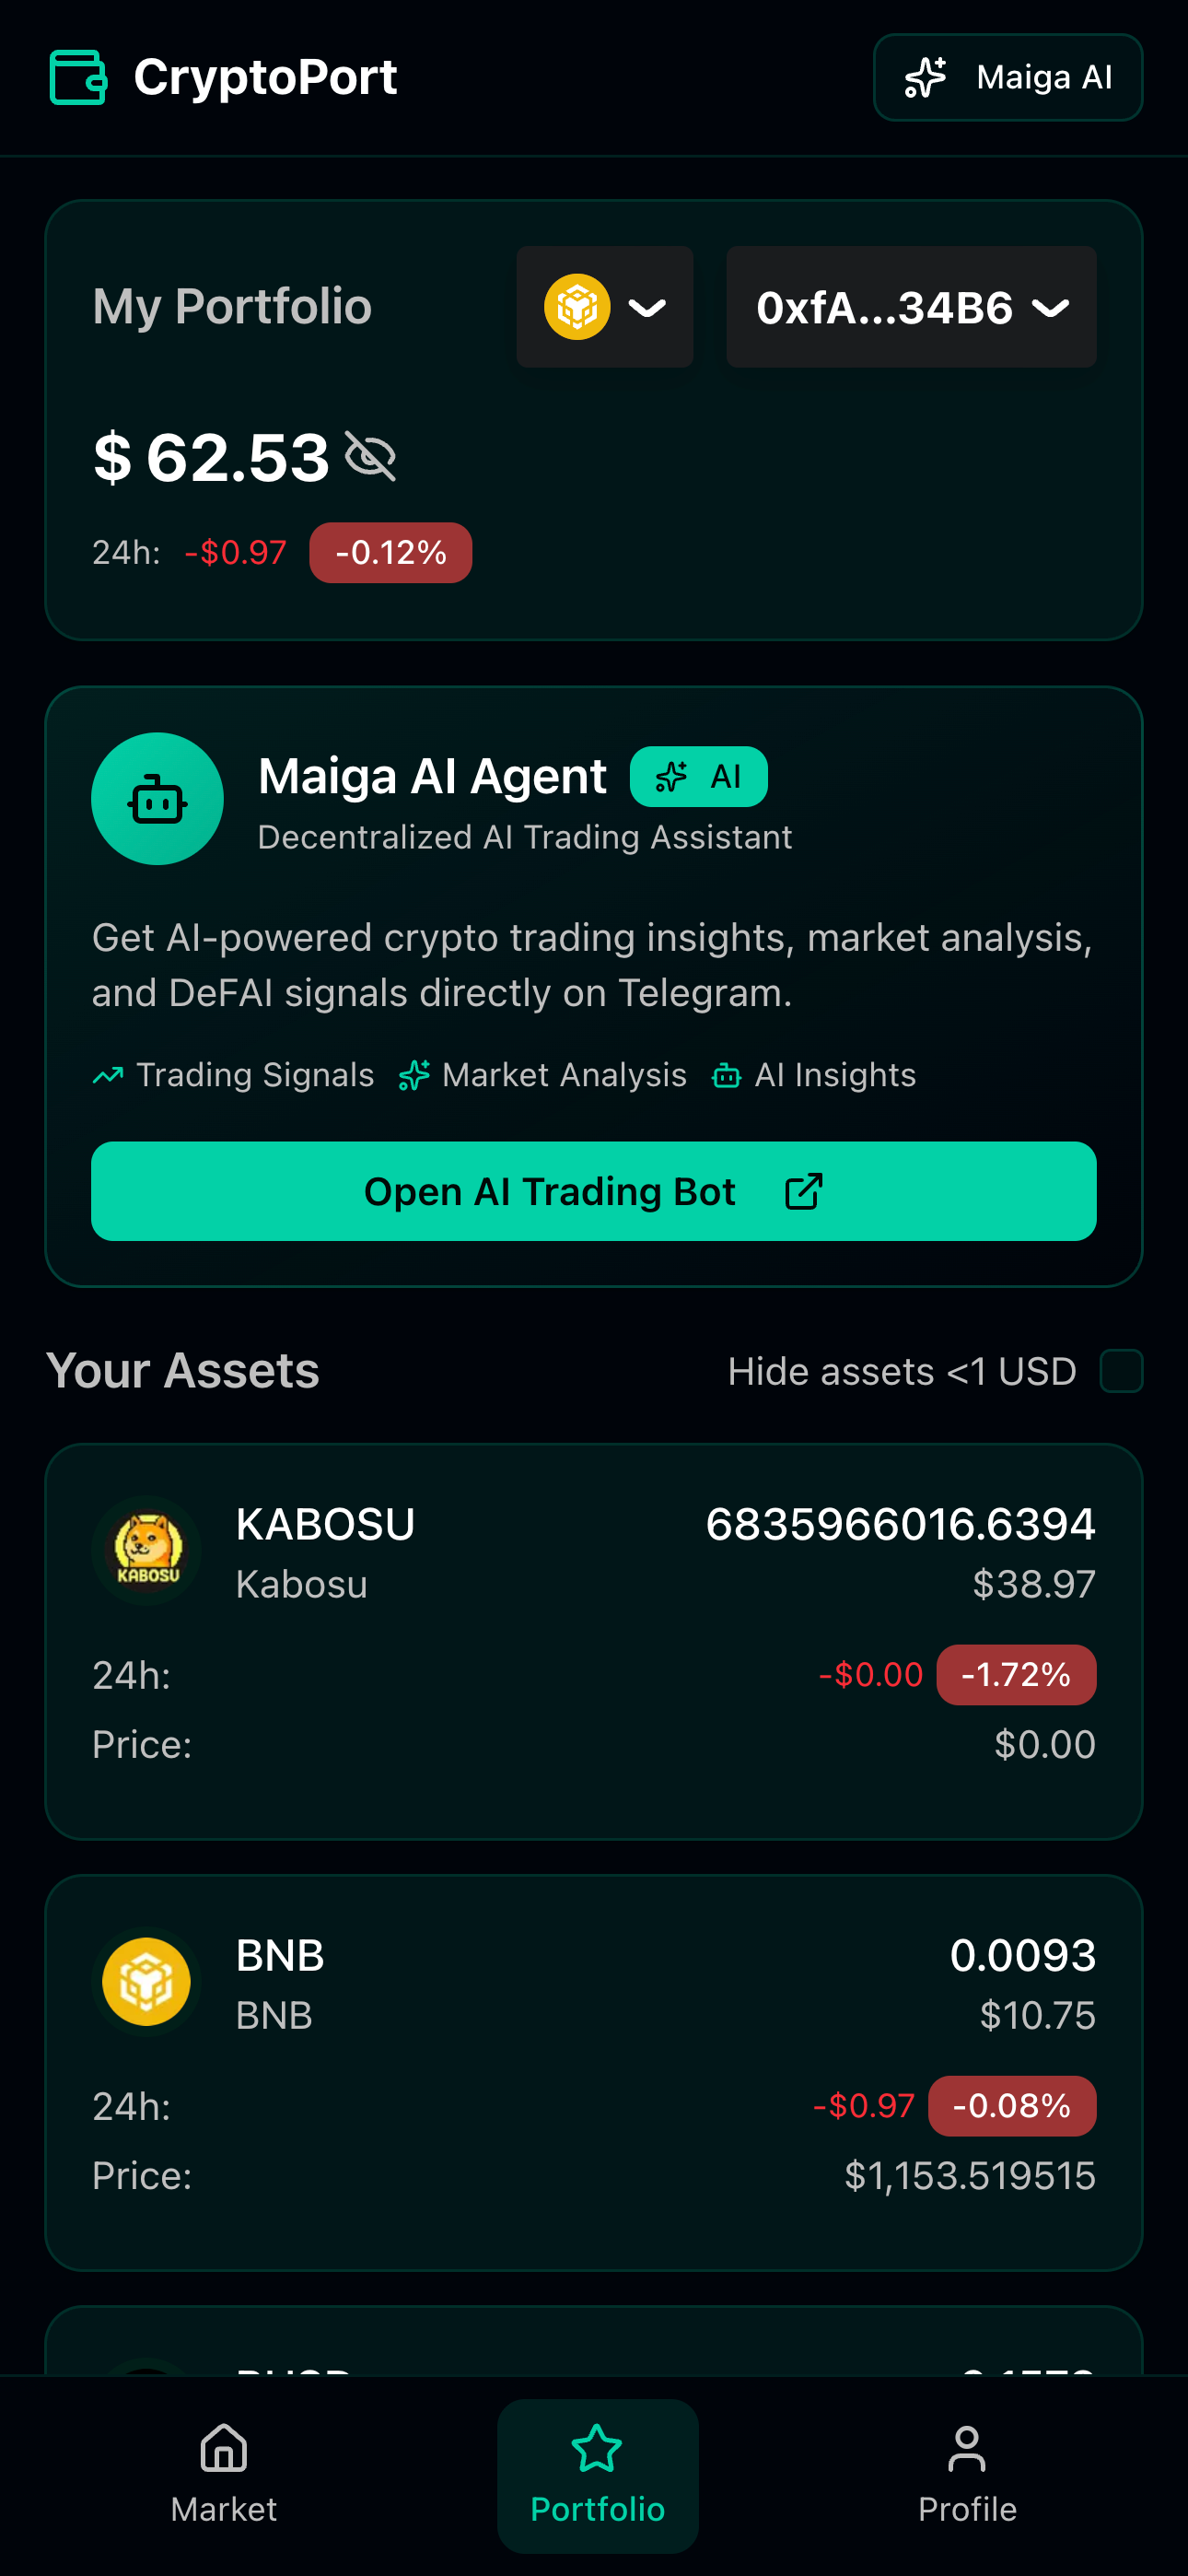 CryptoPort
Maiga AI
My Portfolio
0xfA...34B6
$ 62.53
24h: -$0.97 -0.12%
Maiga AI Agent
AI
Decentralized AI Trading Assistant
Get AI-powered crypto trading insights, market analysis,
and DeFAI signals directly on Telegram.
Trading Signals Market Analysis AI Insights
Open AI Trading Bot
Your Assets
Hide assets <1 USD
KABOSU
KABOSU 6835966016.6394
Kabosu $38.97
24h: -$0.00 -1.72%
Price: $0.00
BNB 0.0093
BNB $10.75
24h: -$0.97 -0.08%
Price: $1,153.519515
Market
Portfolio
Profile